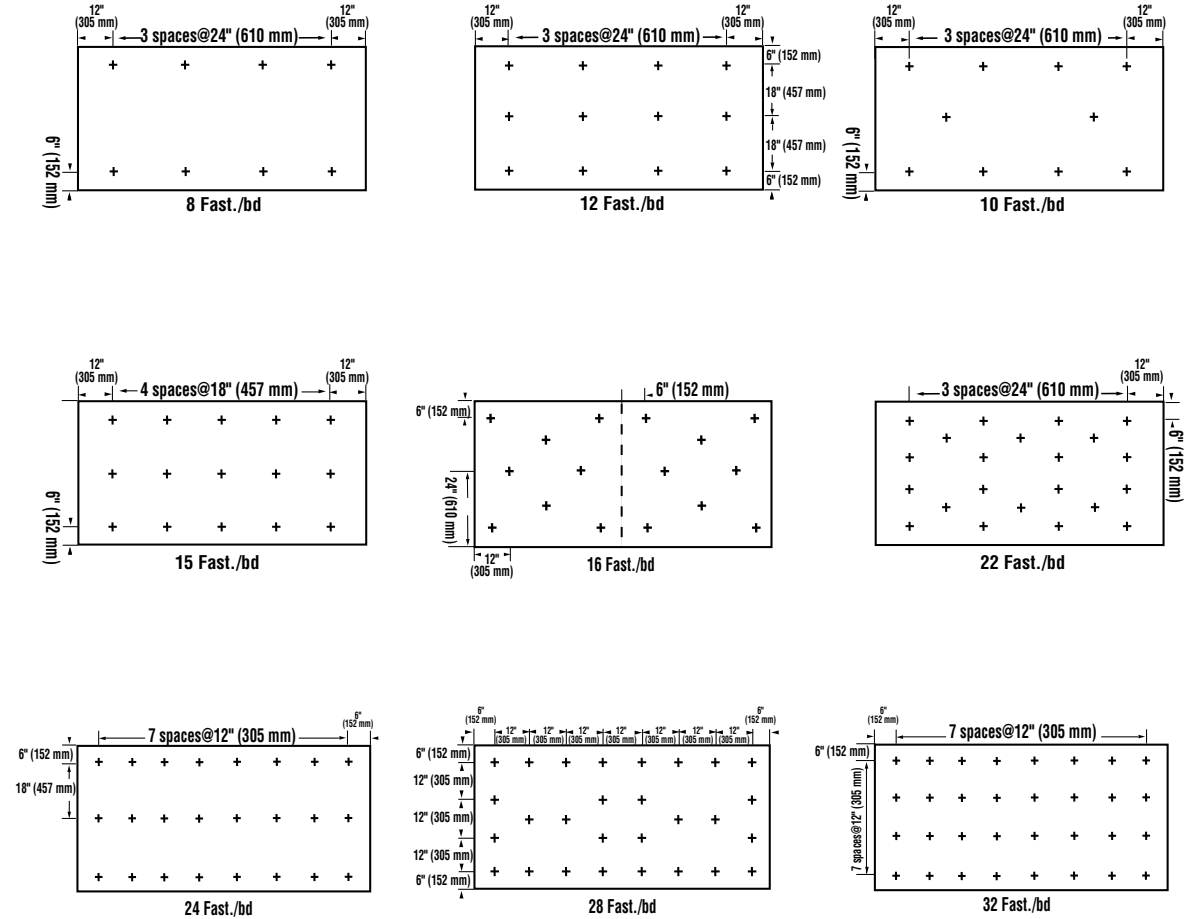 12"
(305 mm)
3 spaces@24" (610 mm)
12"
(305 mm)
6" (152 mm)
8 Fast./bd
12"
(305 mm)
3 spaces@24" (610 mm)
12"
(305 mm)
6" (152 mm)
18" (457 mm)
18" (457 mm)
6" (152 mm)
12 Fast./bd
12"
(305 mm)
3 spaces@24" (610 mm)
12"
(305 mm)
6" (152 mm)
10 Fast./bd
12"
(305 mm)
4 spaces@18" (457 mm)
12"
(305 mm)
6" (152 mm)
15 Fast./bd
6" (152 mm)
6" (152 mm)
24" (610 mm)
12"
(305 mm)
16 Fast./bd
3 spaces@24" (610 mm)
12"
(305 mm)
6" (152 mm)
22 Fast./bd
7 spaces@12" (305 mm)
6"
(152 mm)
6" (152 mm)
18" (457 mm)
24 Fast./bd
6"
(152 mm)
12"
(305 mm)
12"
(305 mm)
12"
(305 mm)
12"
(305 mm)
12"
(305 mm)
12"
(305 mm)
12"
(305 mm)
6"
(152 mm)
6" (152 mm)
12" (305 mm)
12" (305 mm)
12" (305 mm)
6" (152 mm)
28 Fast./bd
6"
(152 mm)
7 spaces@12" (305 mm)
6" (152 mm)
7 spaces@12" (305 mm)
32 Fast./bd